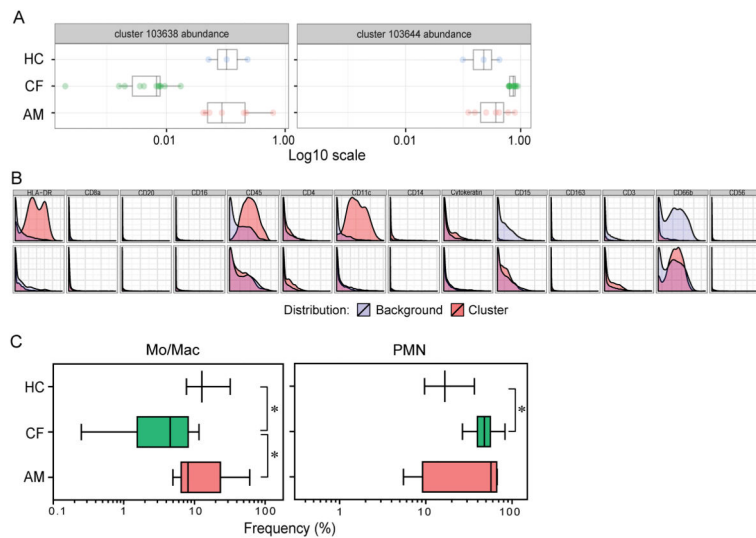 A
cluster 103638 abundance
cluster 103644 abundance
HC
CF
AM
0.01
1.00
0.01
1.00
Log10 scale
B
HLA-DR CD8a CD20 CD16 CD45 CD4 CD11c CD14 Cytokeratin CD15 CD163 CD3 CD66b CD56
Distribution: Background Cluster
C
Mo/Mac
PMN
HC
*
*
CF
*
AM
0.1 1 10 100
1 10 100
Frequency (%)